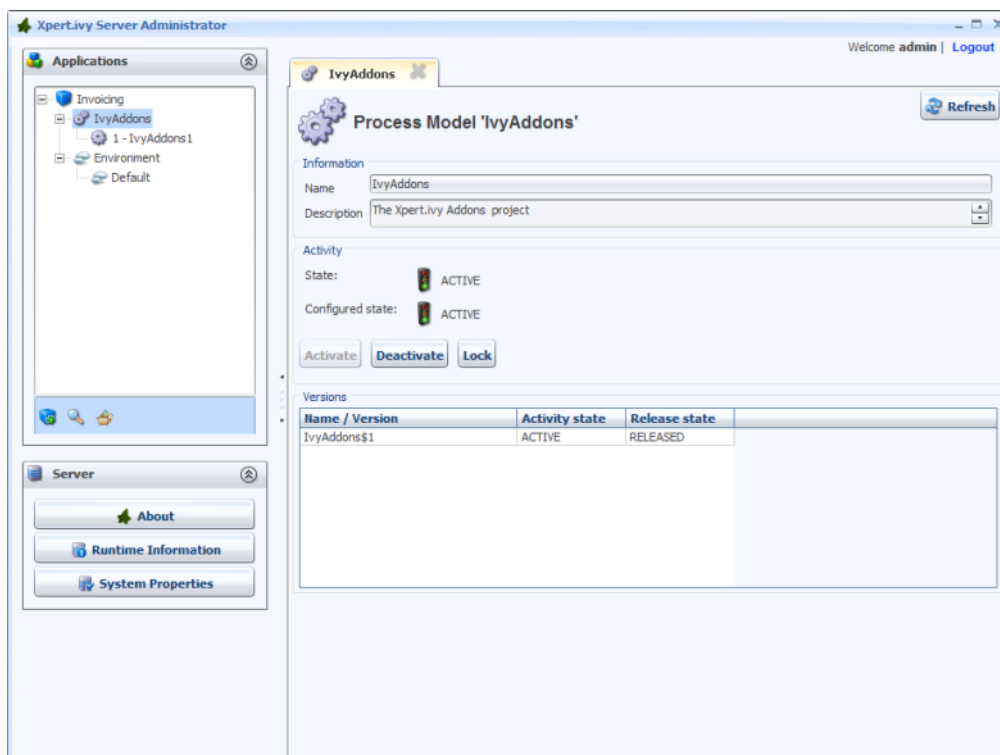 Xpert.ivy Server Administrator
Welcome admin | Logout
Applications
Invoicing
IvyAddons
1 - IvyAddons1
Environment
Default
Server
About
Runtime Information
System Properties
IvyAddons
Process Model 'IvyAddons'
Refresh
Information
Name IvyAddons
Description The Xpert.ivy Addons project
Activity
State: ACTIVE
Configured state: ACTIVE
Activate Deactivate Lock
Versions
Name / Version Activity state Release state
IvyAddons$1 ACTIVE RELEASED